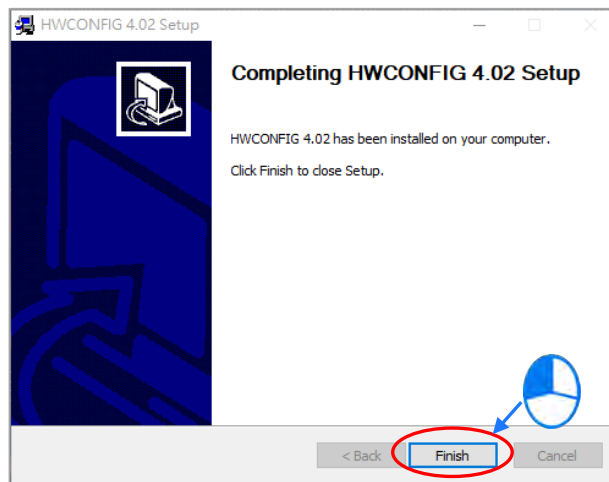 HWCONFIG 4.02 Setup
Completing HWCONFIG 4.02 Setup
HWCONFIG 4.02 has been installed on your computer.
Click Finish to close Setup.
< Back Finish Cancel